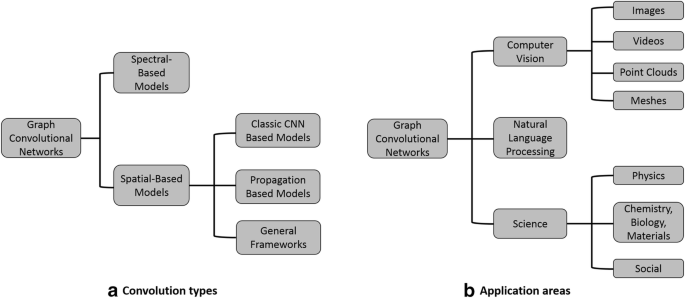 Graph
Convolutional
Networks
Spectral-
Based
Models
Spatial-Based
Models
Classic CNN
Based Models
Propagation
Based Models
General
Frameworks
a Convolution types
Graph
Convolutional
Networks
Computer
Vision
Images
Videos
Point Clouds
Meshes
Natural
Language
Processing
Science
Physics
Chemistry,
Biology,
Materials
Social
b Application areas